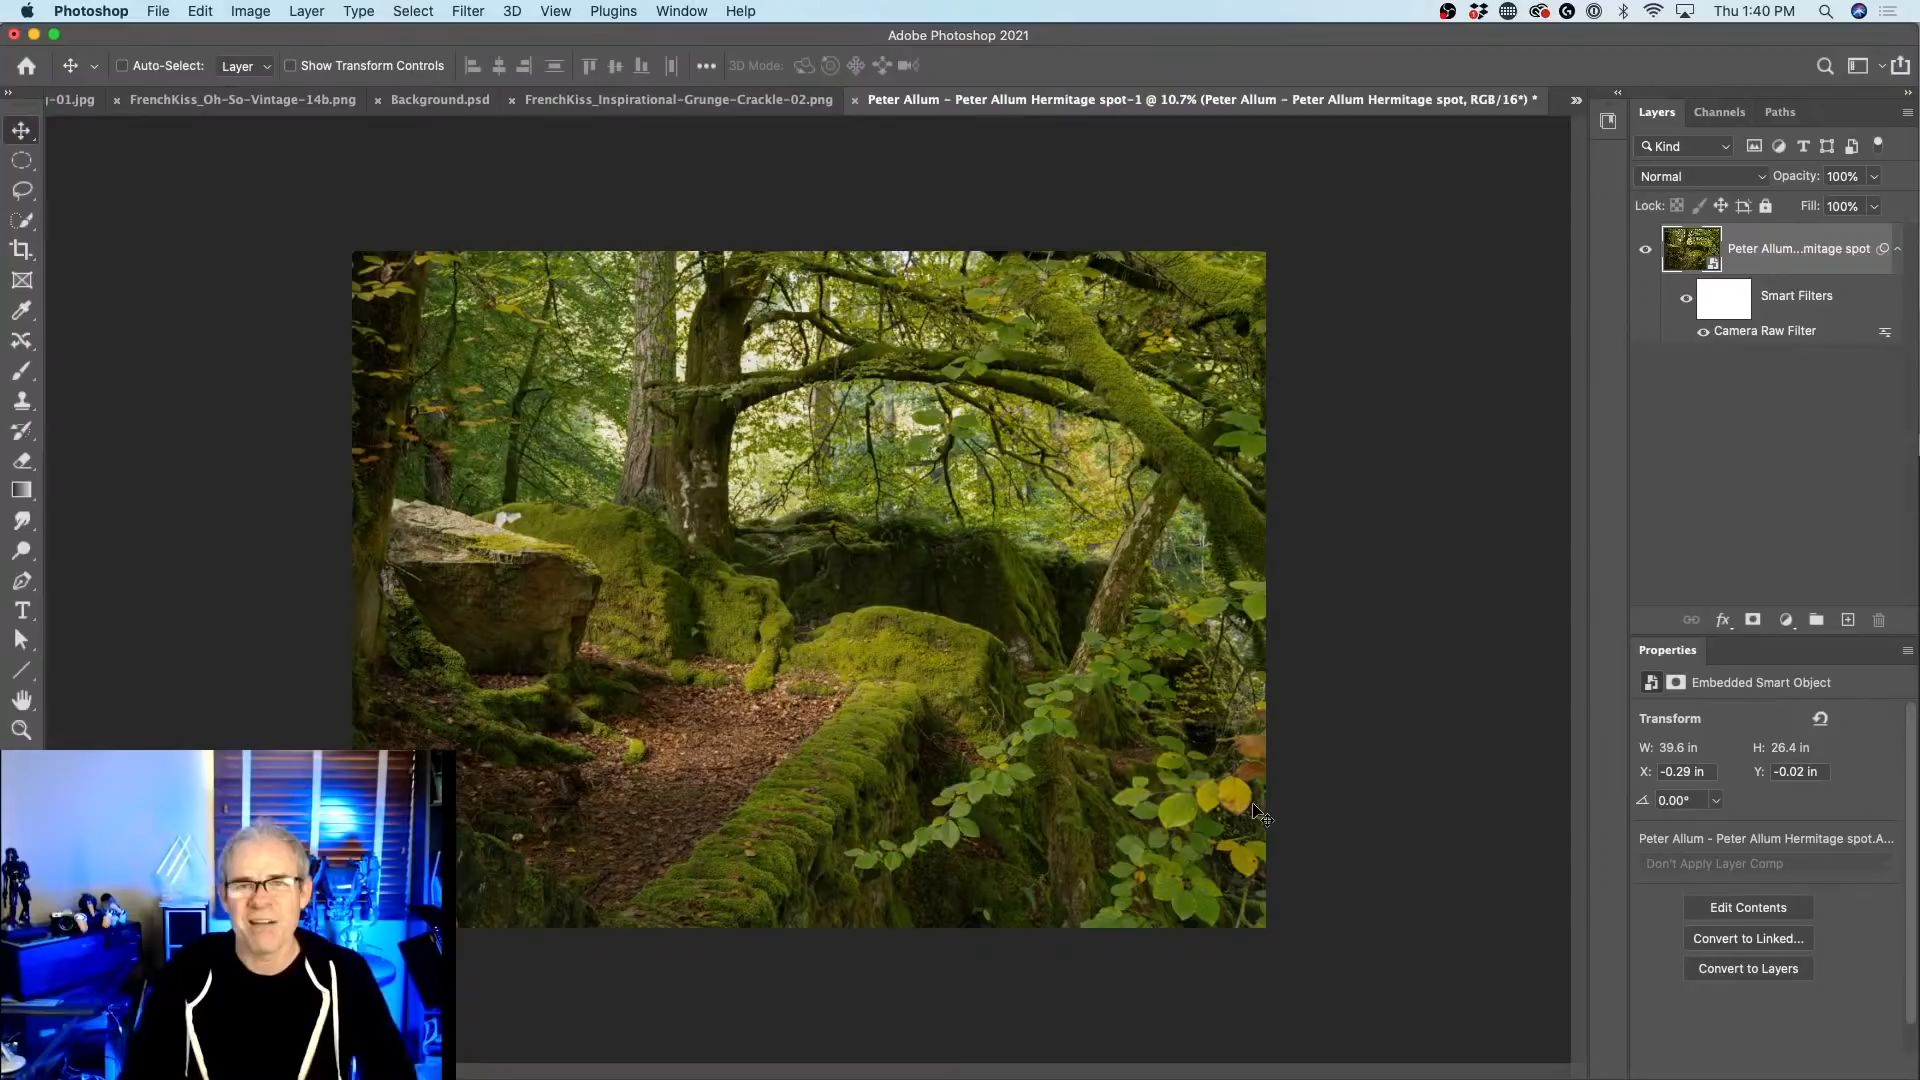 Photoshop File Edit Image Layer Type Select Filter 3D View Plugins Window Help Thu 1:40 PM
Adobe Photoshop 2021
Auto-Select: Layer Show Transform Controls 3D Mode:
-01.jpg FrenchKiss_Oh-So-Vintage-14b.png Background.psd FrenchKiss_Inspirational-Grunge-Crackle-02.png Peter Allum - Peter Allum Hermitage spot-1 @ 10.7% (Peter Allum - Peter Allum Hermitage spot, RGB/16*) *
Layers Channels Paths
Kind
Normal Opacity: 100%
Lock: Fill: 100%
Peter Allum...mitage spot
Smart Filters
Camera Raw Filter
Properties
Embedded Smart Object
Transform
W: 39.6 in H: 26.4 in
X: -0.29 in Y: -0.02 in
0.00°
Peter Allum - Peter Allum Hermitage spot.A...
Don't Apply Layer Comp
Edit Contents
Convert to Linked...
Convert to Layers